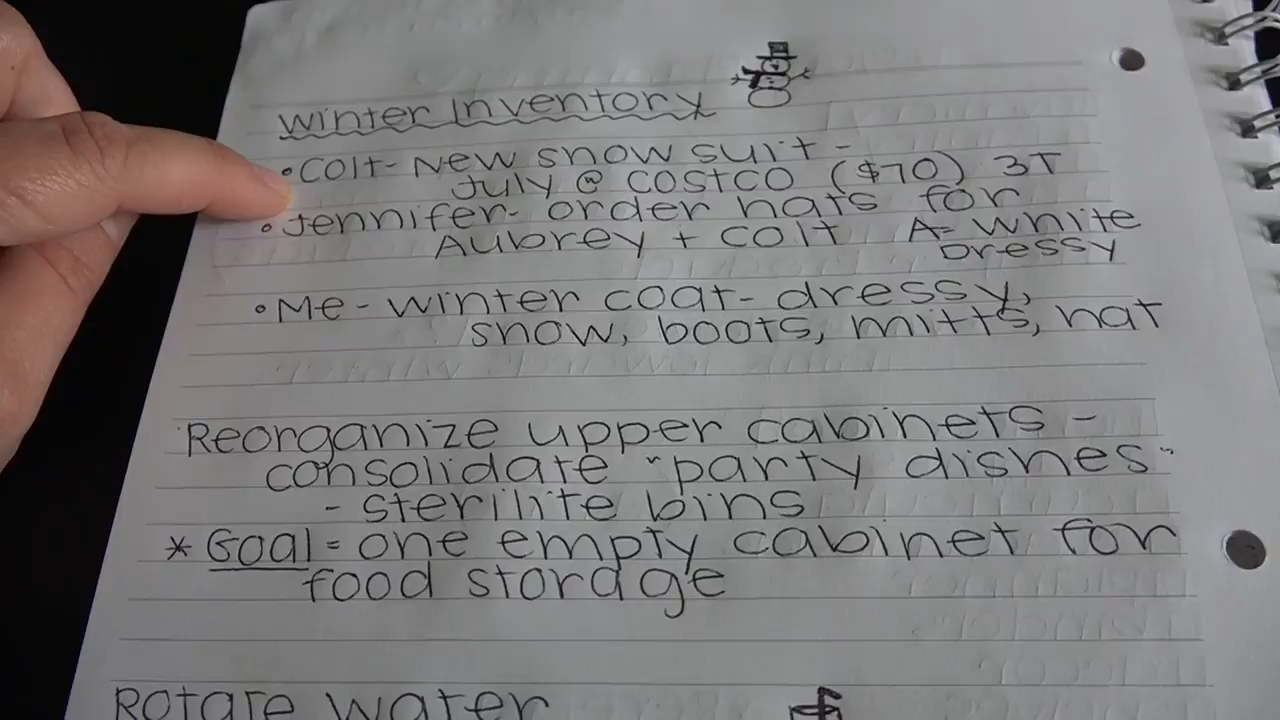 Winter Inventory
• Colt - New snow suit -
July @ Costco ($70) 3T
• Jennifer - order hats for
Aubrey + Colt A = White
Dressy
• Me - winter coat - dressy,
snow, boots, mitts, hat
Reorganize upper cabinets -
consolidate "party dishes"
- sterilite bins
* Goal = one empty cabinet for
food storage
Rotate water